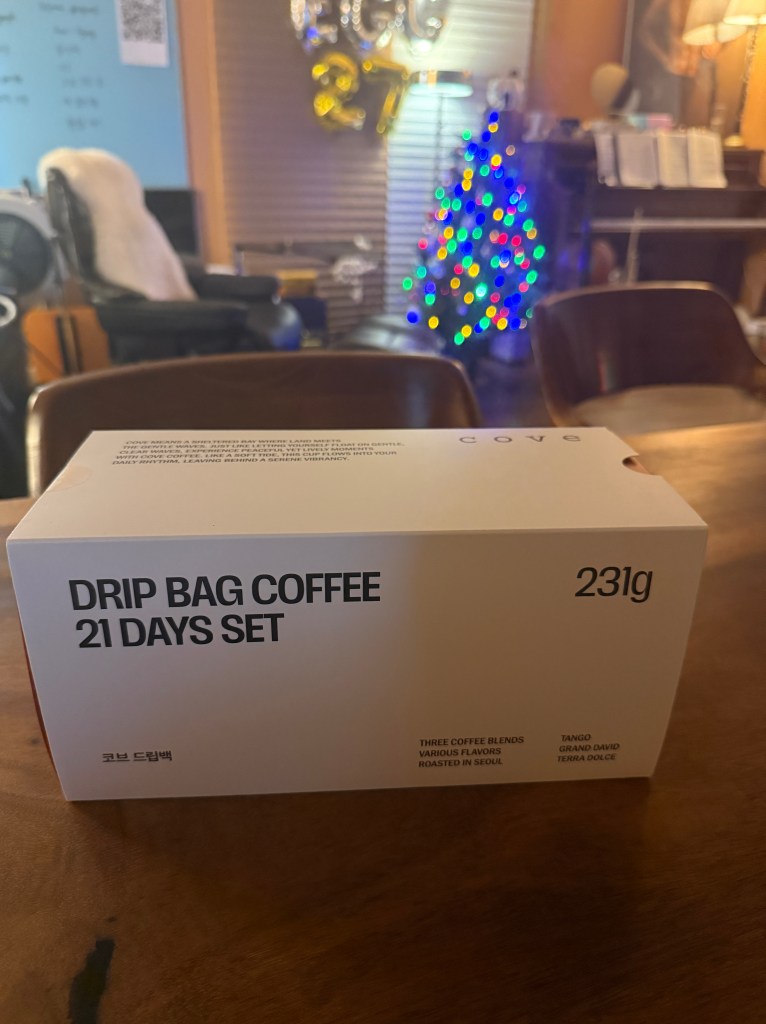 27
COVE MEANS A SHELTERED BAY WHERE LAND MEETS
THE GENTLE WAVES. JUST LIKE LETTING YOURSELF FLOAT ON GENTLE,
CLEAR WAVES, EXPERIENCE PEACEFUL YET LIVELY MOMENTS
WITH COVE COFFEE. LIKE A SOFT TIDE, THIS CUP FLOWS INTO YOUR
DAILY RHYTHM, LEAVING BEHIND A SERENE VIBRANCY.
cove
DRIP BAG COFFEE
21 DAYS SET
231g
코브 드립백
THREE COFFEE BLENDS
VARIOUS FLAVORS
ROASTED IN SEOUL
TANGO
GRAND DAVID
TERRA DOLCE